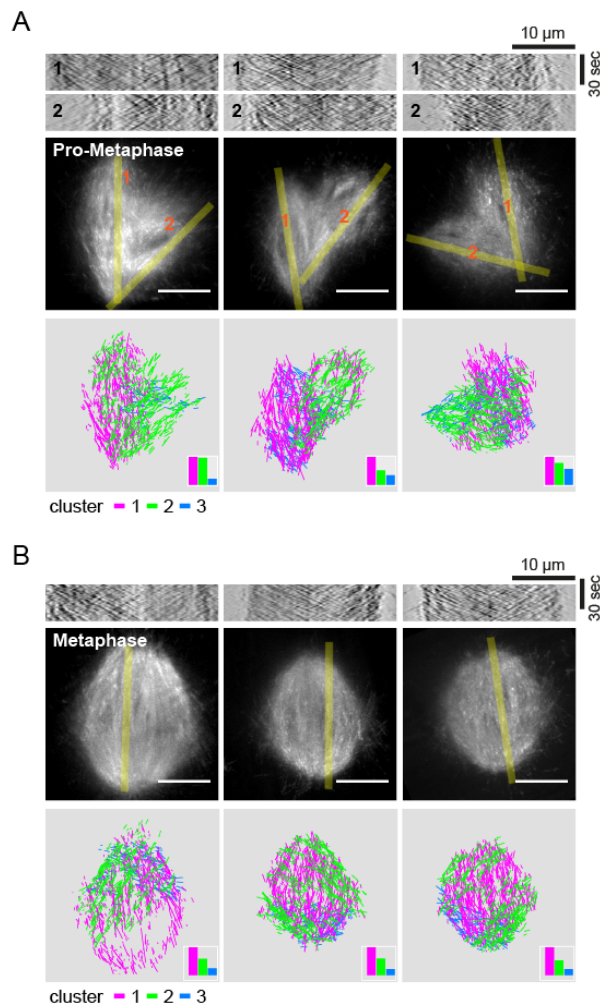 A
10 µm
30 sec
1 1 1
2 2 2
Pro-Metaphase
1 1 1
2 2 2
cluster 1 2 3
B
10 µm
30 sec
Metaphase
cluster 1 2 3